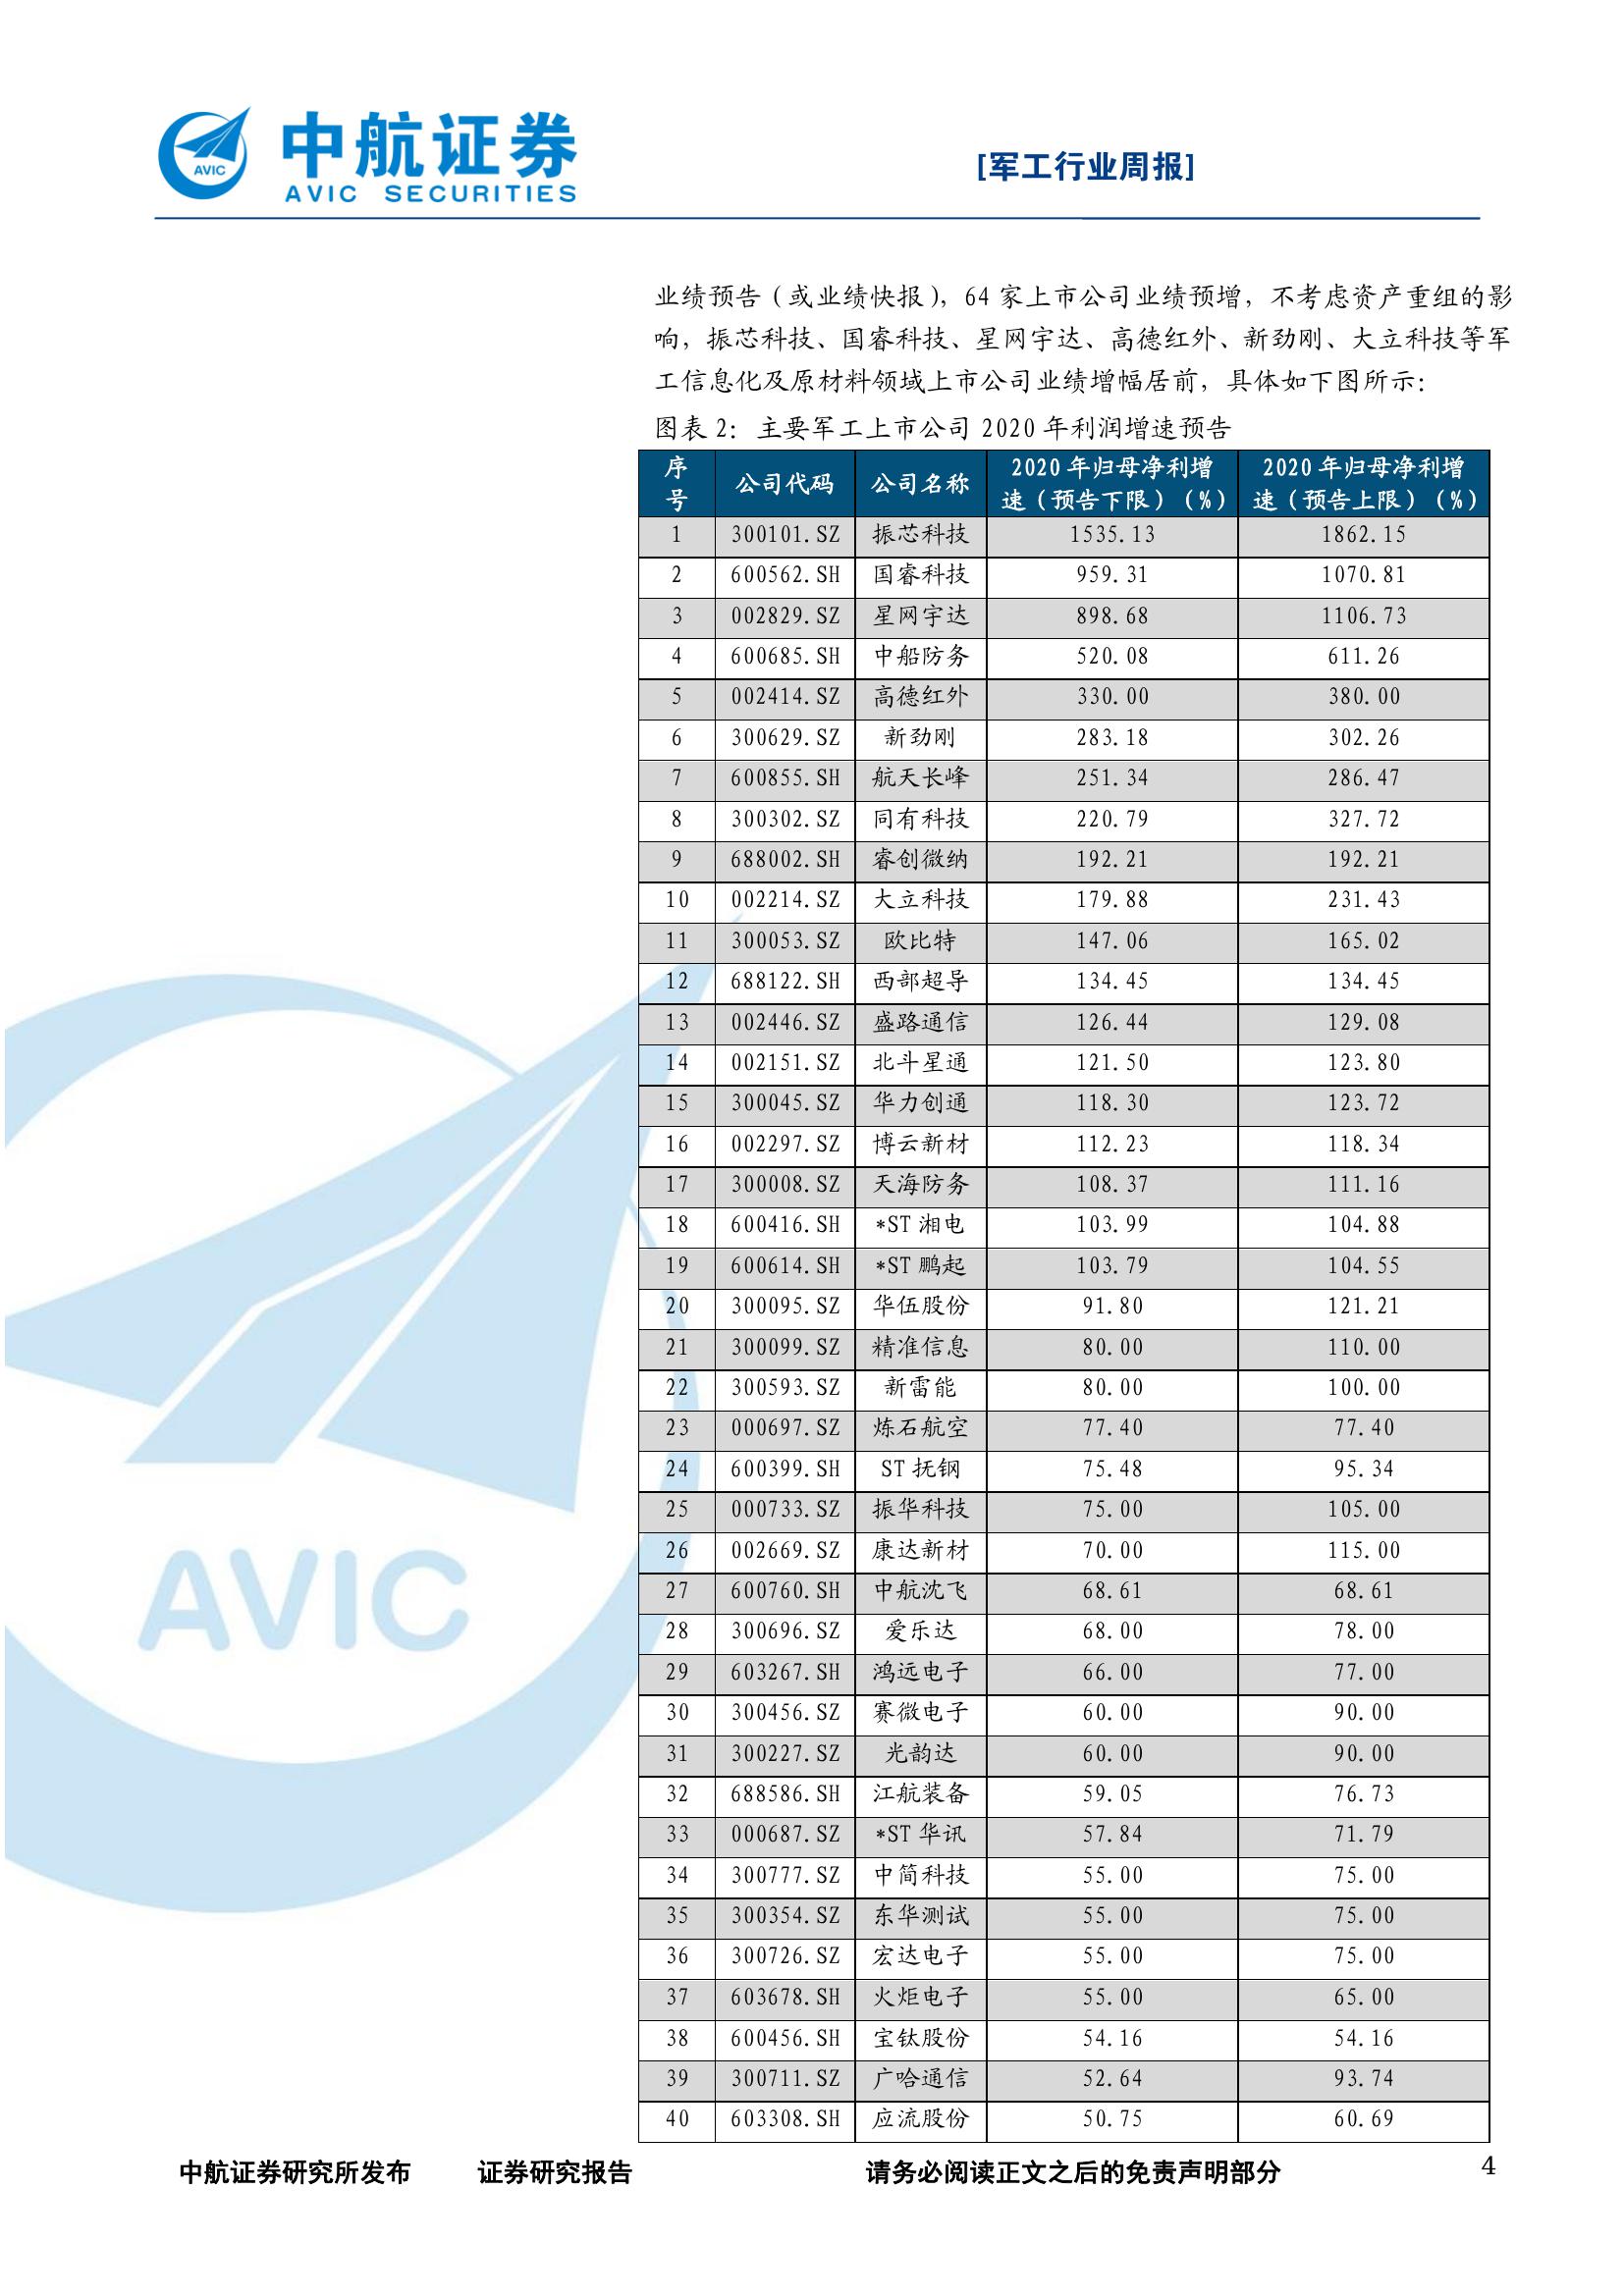 AVIC
中航证券
AVIC SECURITIES
[军工行业周报]
业绩预告（或业绩快报），64 家上市公司业绩预增，不考虑资产重组的影
响，振芯科技、国睿科技、星网宇达、高德红外、新劲刚、大立科技等军
工信息化及原材料领域上市公司业绩增幅居前，具体如下图所示：
图表 2：主要军工上市公司 2020 年利润增速预告
序号 公司代码 公司名称 2020 年归母净利增速（预告下限）（%） 2020 年归母净利增速（预告上限）（%）
1 300101.SZ 振芯科技 1535.13 1862.15
2 600562.SH 国睿科技 959.31 1070.81
3 002829.SZ 星网宇达 898.68 1106.73
4 600685.SH 中船防务 520.08 611.26
5 002414.SZ 高德红外 330.00 380.00
6 300629.SZ 新劲刚 283.18 302.26
7 600855.SH 航天长峰 251.34 286.47
8 300302.SZ 同有科技 220.79 327.72
9 688002.SH 睿创微纳 192.21 192.21
10 002214.SZ 大立科技 179.88 231.43
11 300053.SZ 欧比特 147.06 165.02
12 688122.SH 西部超导 134.45 134.45
13 002446.SZ 盛路通信 126.44 129.08
14 002151.SZ 北斗星通 121.50 123.80
15 300045.SZ 华力创通 118.30 123.72
16 002297.SZ 博云新材 112.23 118.34
17 300008.SZ 天海防务 108.37 111.16
18 600416.SH *ST 湘电 103.99 104.88
19 600614.SH *ST 鹏起 103.79 104.55
20 300095.SZ 华伍股份 91.80 121.21
21 300099.SZ 精准信息 80.00 110.00
22 300593.SZ 新雷能 80.00 100.00
23 000697.SZ 炼石航空 77.40 77.40
24 600399.SH ST 抚钢 75.48 95.34
25 000733.SZ 振华科技 75.00 105.00
26 002669.SZ 康达新材 70.00 115.00
27 600760.SH 中航沈飞 68.61 68.61
28 300696.SZ 爱乐达 68.00 78.00
29 603267.SH 鸿远电子 66.00 77.00
30 300456.SZ 赛微电子 60.00 90.00
31 300227.SZ 光韵达 60.00 90.00
32 688586.SH 江航装备 59.05 76.73
33 000687.SZ *ST 华讯 57.84 71.79
34 300777.SZ 中简科技 55.00 75.00
35 300354.SZ 东华测试 55.00 75.00
36 300726.SZ 宏达电子 55.00 75.00
37 603678.SH 火炬电子 55.00 65.00
38 600456.SH 宝钛股份 54.16 54.16
39 300711.SZ 广哈通信 52.64 93.74
40 603308.SH 应流股份 50.75 60.69
AVIC
中航证券研究所发布 证券研究报告 请务必阅读正文之后的免责声明部分 4